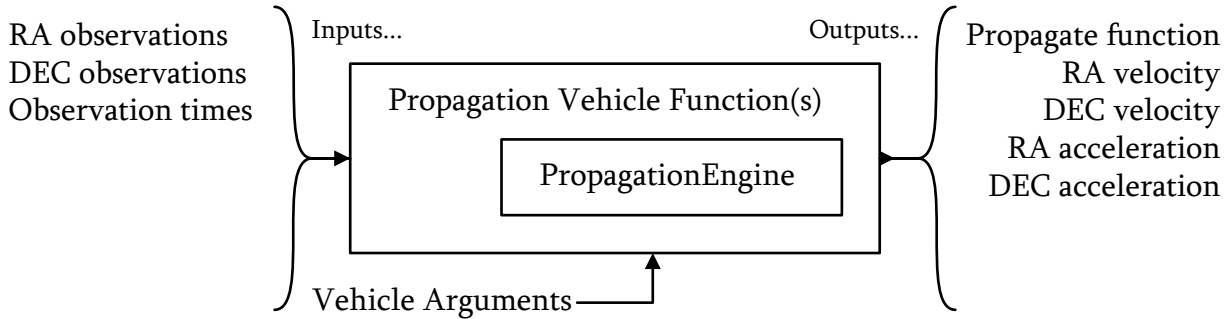 RA observations
DEC observations
Observation times
Inputs...
Outputs...
Propagation Vehicle Function(s)
PropagationEngine
Vehicle Arguments
Propagate function
RA velocity
DEC velocity
RA acceleration
DEC acceleration